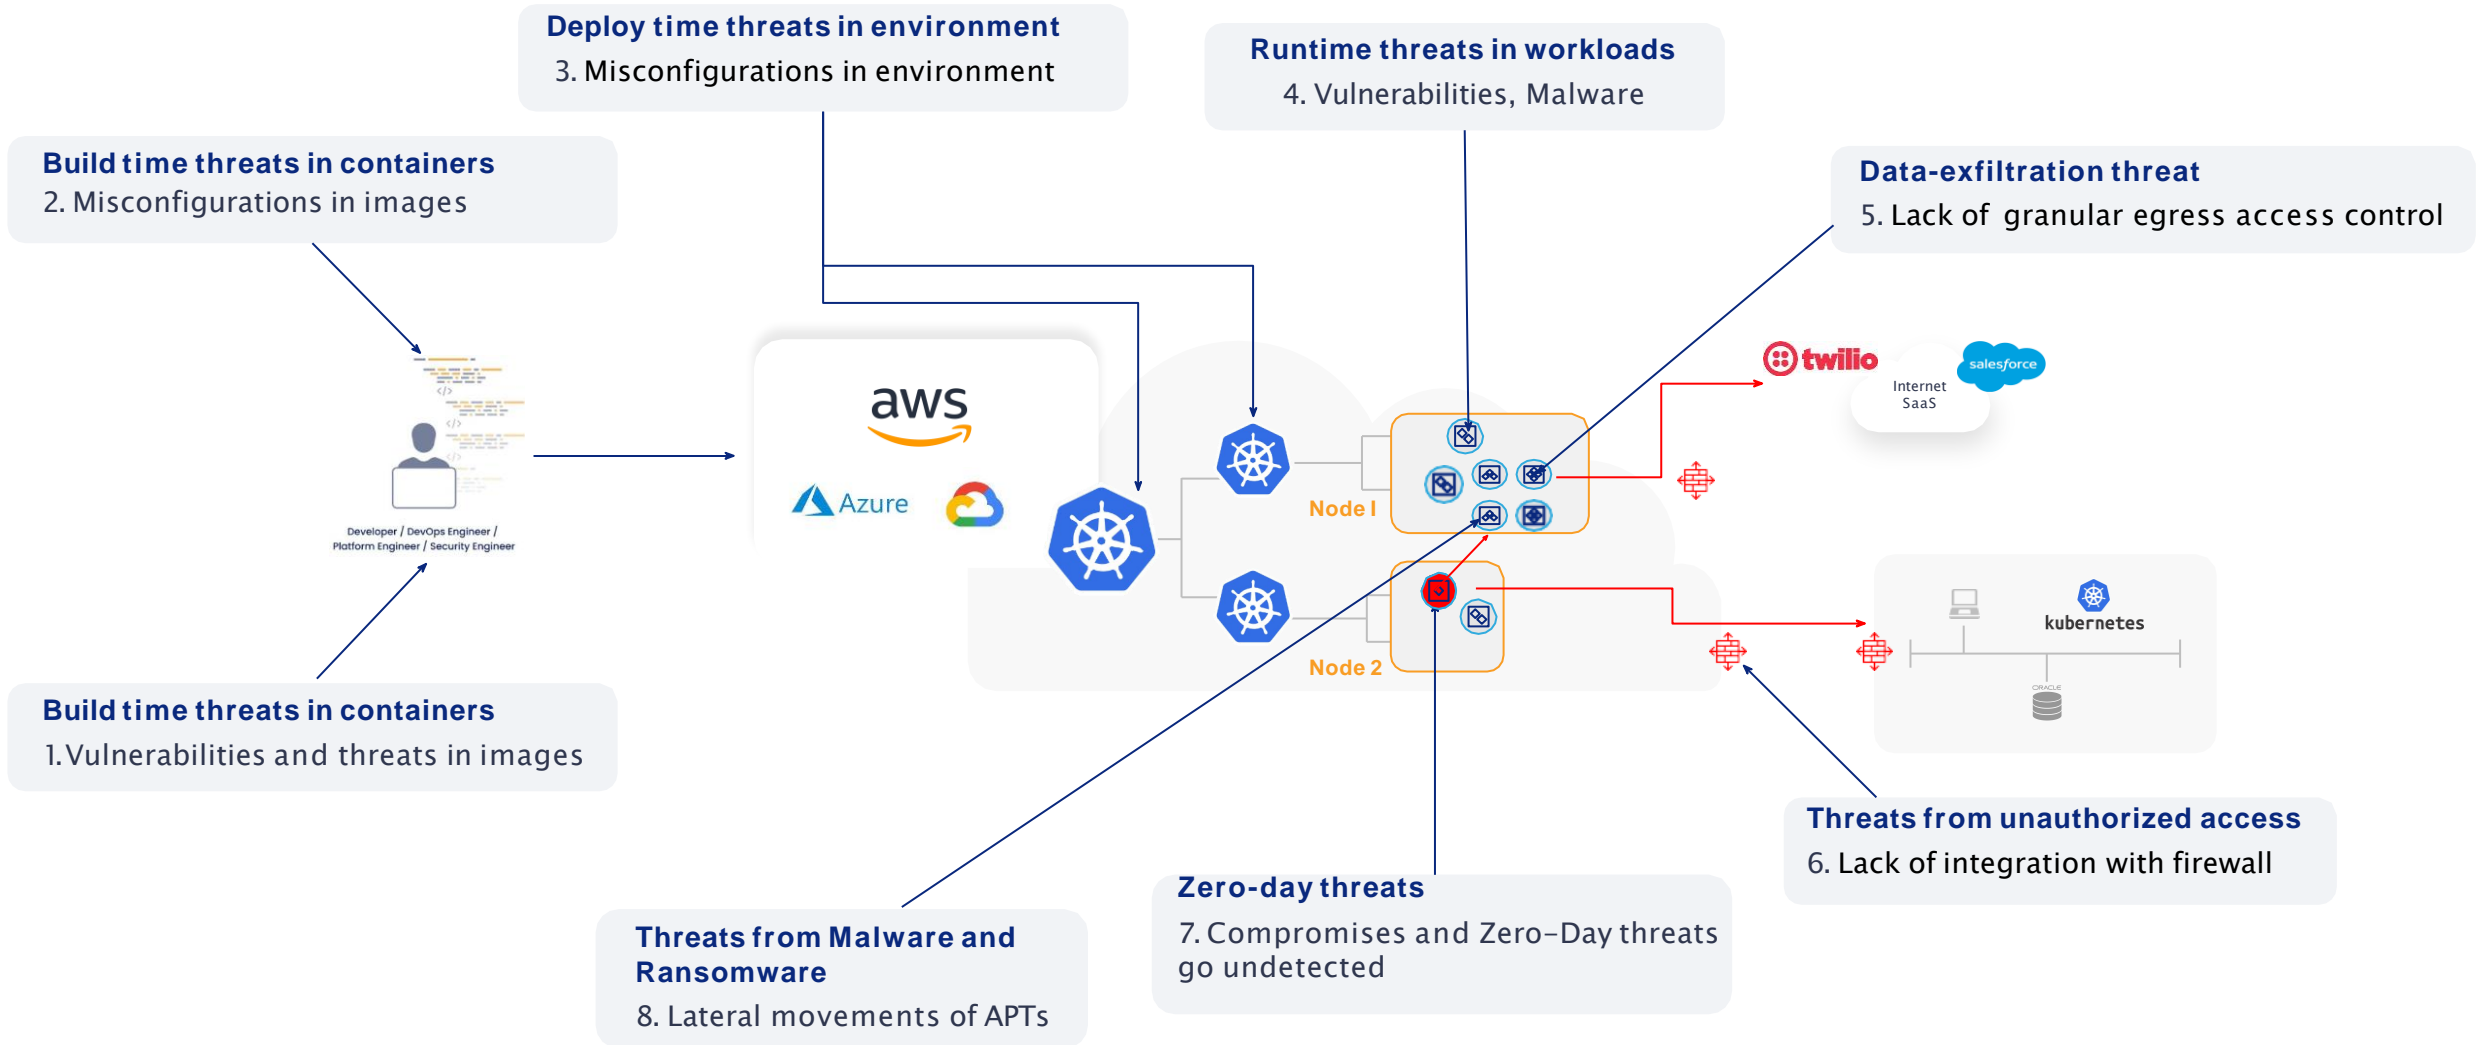 Deploy time threats in environment
3. Misconfigurations in environment
Runtime threats in workloads
4. Vulnerabilities, Malware
Build time threats in containers
2. Misconfigurations in images
Data-exfiltration threat
5. Lack of granular egress access control
aws
Azure
twilio
Internet
SaaS
salesforce
Developer / DevOps Engineer /
Platform Engineer / Security Engineer
Node I
Node 2
kubernetes
ORACLE
Build time threats in containers
1. Vulnerabilities and threats in images
Threats from unauthorized access
6. Lack of integration with firewall
Zero-day threats
7. Compromises and Zero-Day threats
go undetected
Threats from Malware and
Ransomware
8. Lateral movements of APTs